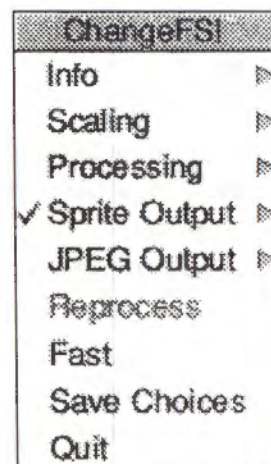 ChangeFSI
Info
Scaling
Processing
✓ Sprite Output
JPEG Output
Reprocess
Fast
Save Choices
Quit